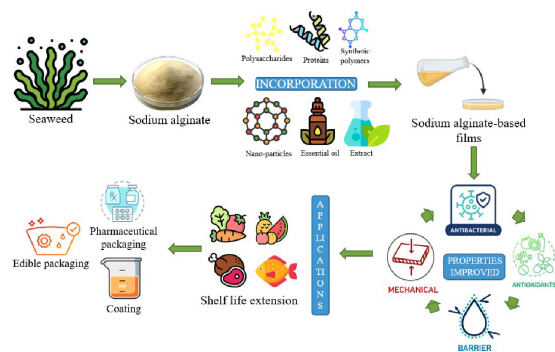 Polysaccharides
Proteins
Synthetic
polymers
Seaweed
Sodium alginate
INCORPORATION
Nano-particles
Essential oil
Extract
Sodium alginate-based
films
ANTIBACTERIAL
PROPERTIES
IMPROVED
MECHANICAL
ANTIOXIDANTS
BARRIER
APPLICATIONS
Shelf life extension
Rx
Pharmaceutical
packaging
Edible packaging
Coating